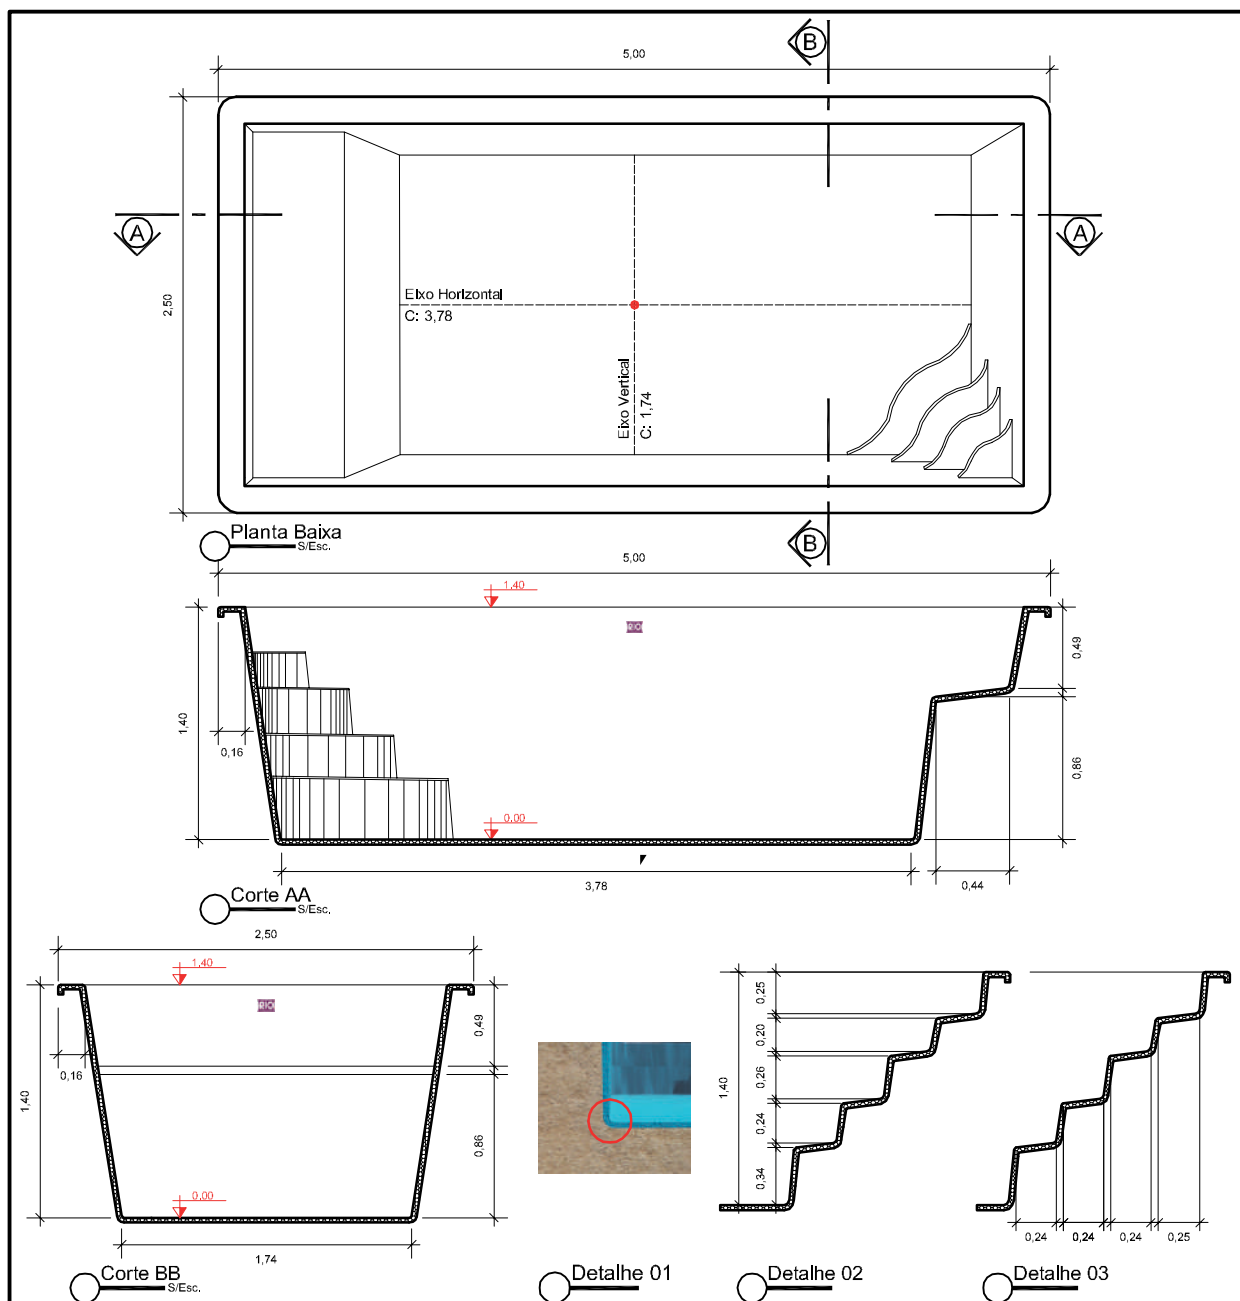 B
5,00
A
A
2,50
Eixo Horizontal
C: 3,78
Eixo Vertical
C: 1,74
Planta Baixa
S/Esc.
B
5,00
1,40
RIO
0,49
1,40
0,16
0,86
0,00
3,78
0,44
Corte AA
S/Esc.
2,50
1,40
RIO
0,49
0,16
1,40
0,86
0,00
1,74
Corte BB
S/Esc.
Detalhe 01
0,25
0,20
0,26
1,40
0,24
0,34
Detalhe 02
0,24
0,24
0,24
0,25
Detalhe 03